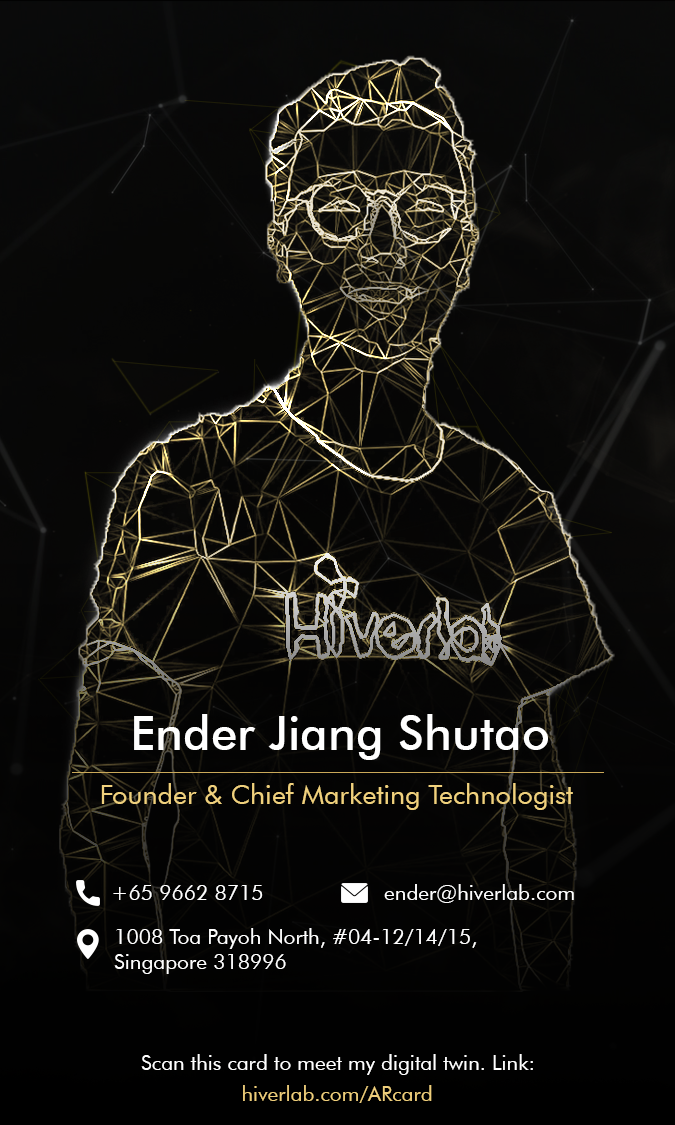 Hiverlab
Ender Jiang Shutao
Founder & Chief Marketing Technologist
+65 9662 8715
ender@hiverlab.com
1008 Toa Payoh North, #04-12/14/15,
Singapore 318996
Scan this card to meet my digital twin. Link:
hiverlab.com/ARcard